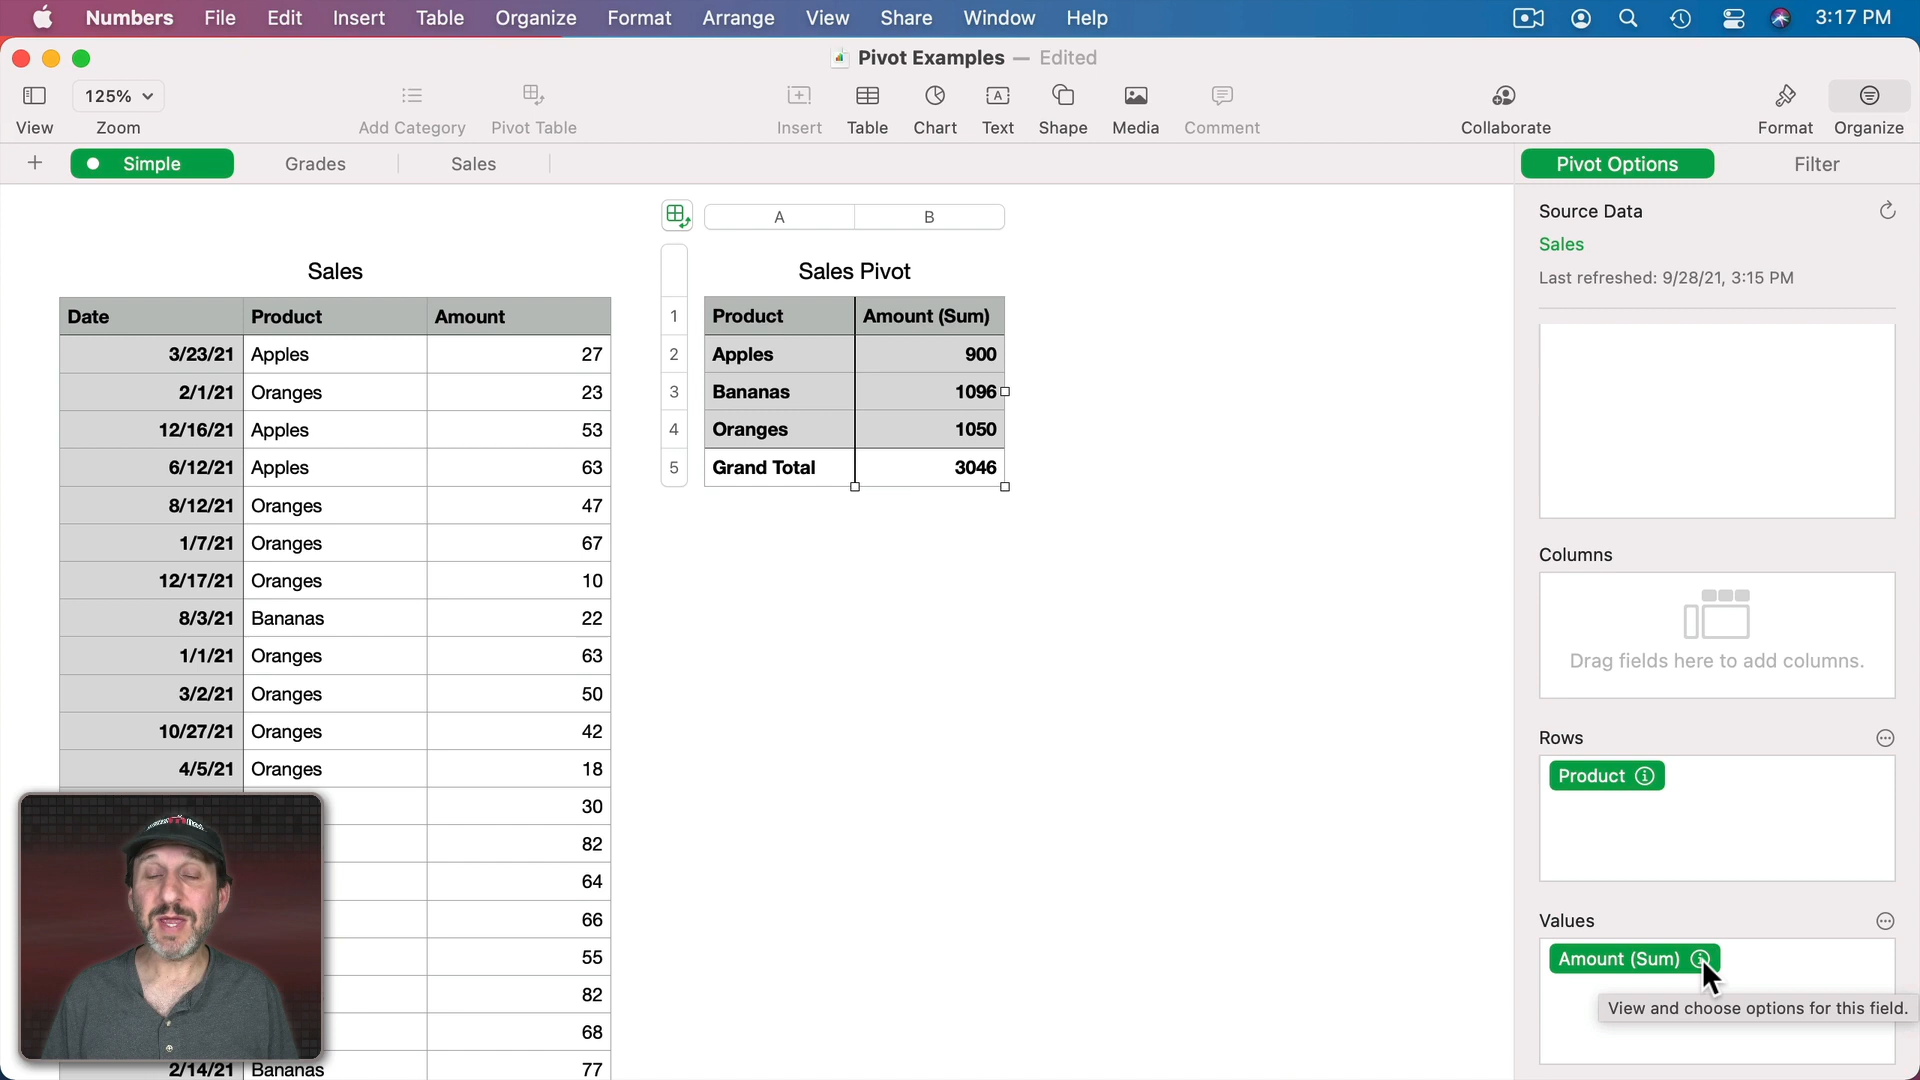 Numbers File Edit Insert Table Organize Format Arrange View Share Window Help 3:17 PM
Pivot Examples — Edited
125%
View Zoom Add Category Pivot Table Insert Table Chart Text Shape Media Comment Collaborate Format Organize
Simple Grades Sales Pivot Options Filter
A B
Source Data
Sales
Last refreshed: 9/28/21, 3:15 PM
Sales
Date Product Amount
3/23/21 Apples 27
2/1/21 Oranges 23
12/16/21 Apples 53
6/12/21 Apples 63
8/12/21 Oranges 47
1/7/21 Oranges 67
12/17/21 Oranges 10
8/3/21 Bananas 22
1/1/21 Oranges 63
3/2/21 Oranges 50
10/27/21 Oranges 42
4/5/21 Oranges 18
30
82
64
66
55
82
68
2/14/21 Bananas 77
Sales Pivot
1 Product Amount (Sum)
2 Apples 900
3 Bananas 1096
4 Oranges 1050
5 Grand Total 3046
Columns
Drag fields here to add columns.
Rows
Product
Values
Amount (Sum)
View and choose options for this field.